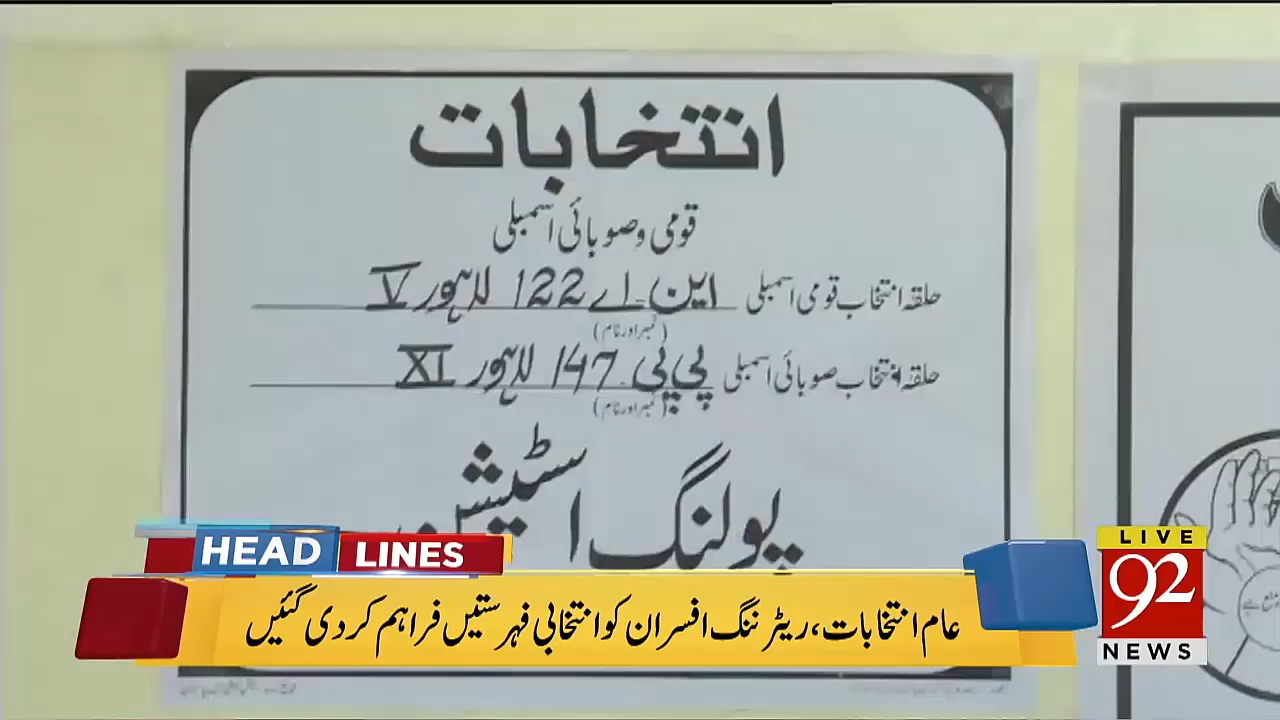 انتخابات
قومی و صوبائی اسمبلی
حلقہ انتخاب قومی اسمبلی این اے 122 لاہور V
(نمبر اور نام)
حلقہ انتخاب صوبائی اسمبلی پی پی 147 لاہور XI
(نمبر اور نام)
پولنگ اسٹیشن
HEAD LINES
عام انتخابات، ریٹرننگ افسران کو انتخابی فہرستیں فراہم کر دی گئیں
LIVE
92
NEWS